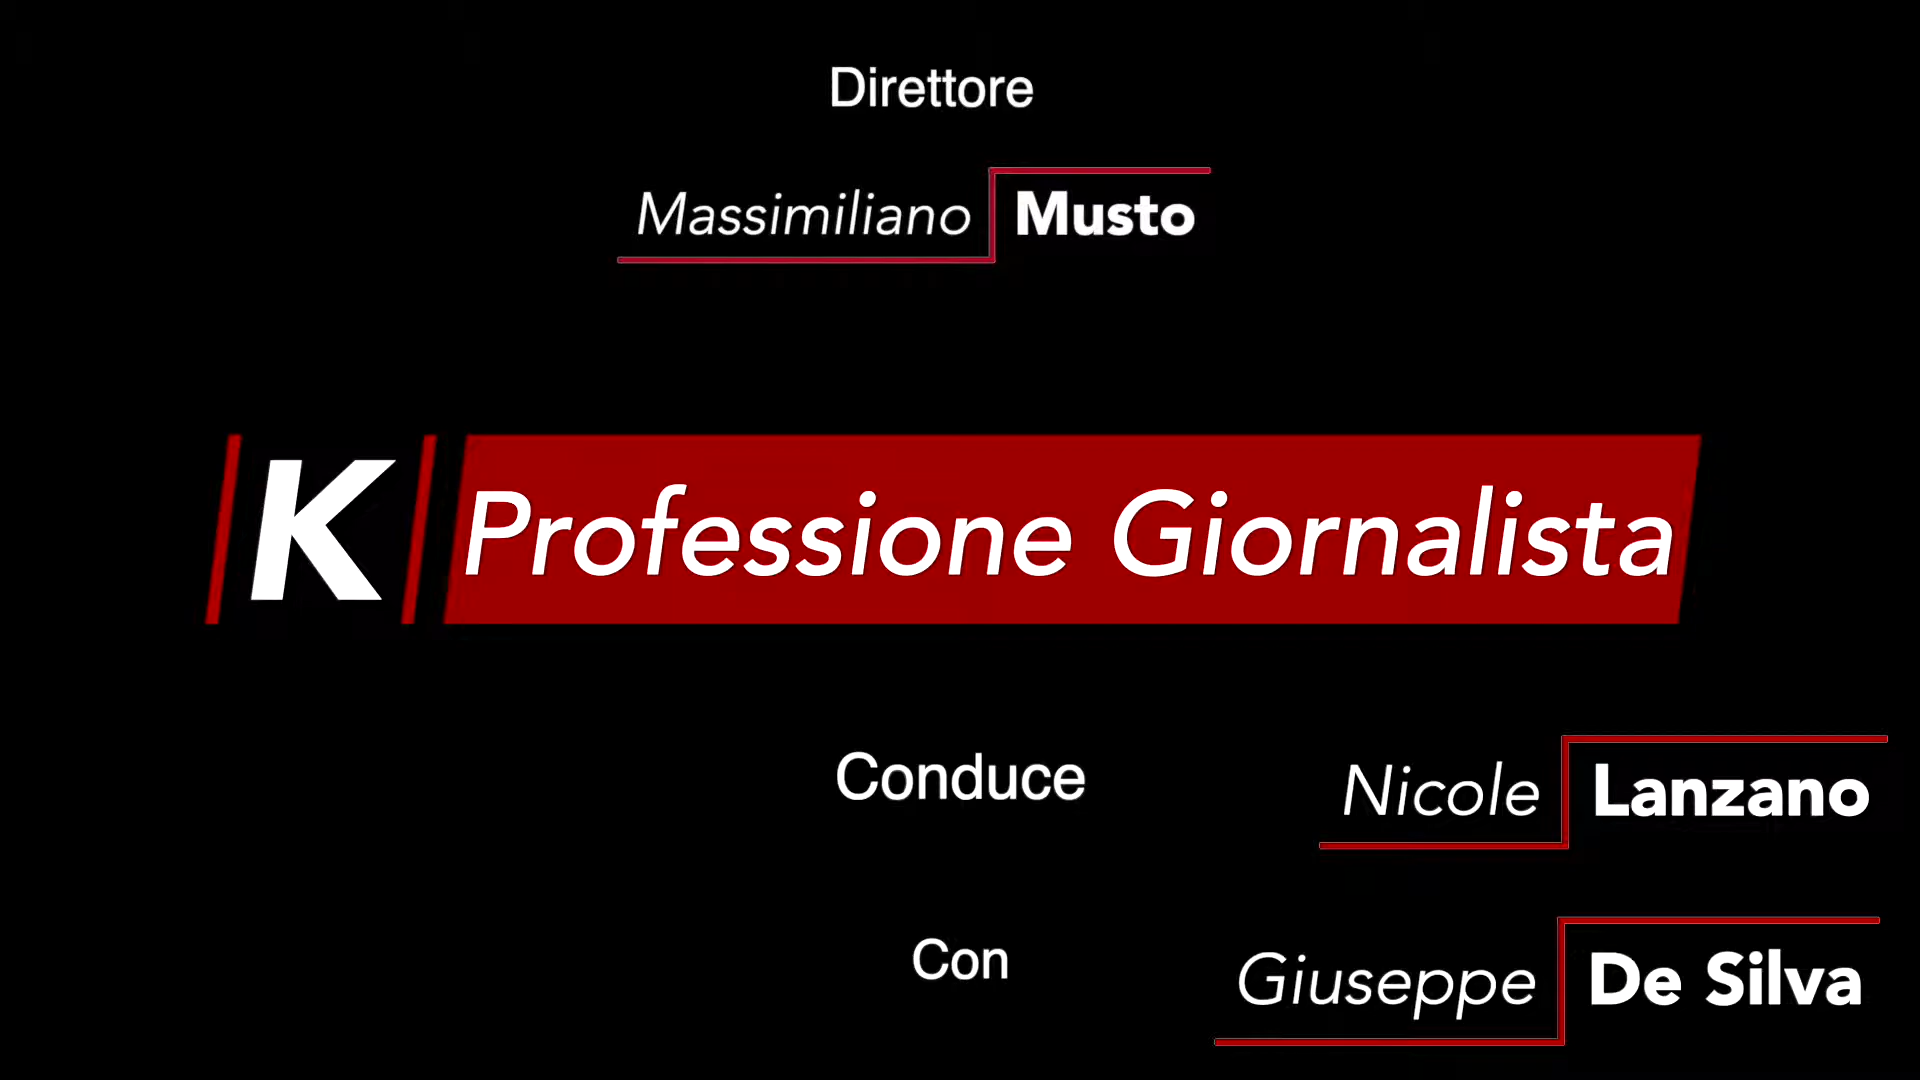 Direttore
Massimiliano Musto
K Professione Giornalista
Conduce Nicole Lanzano
Con Giuseppe De Silva